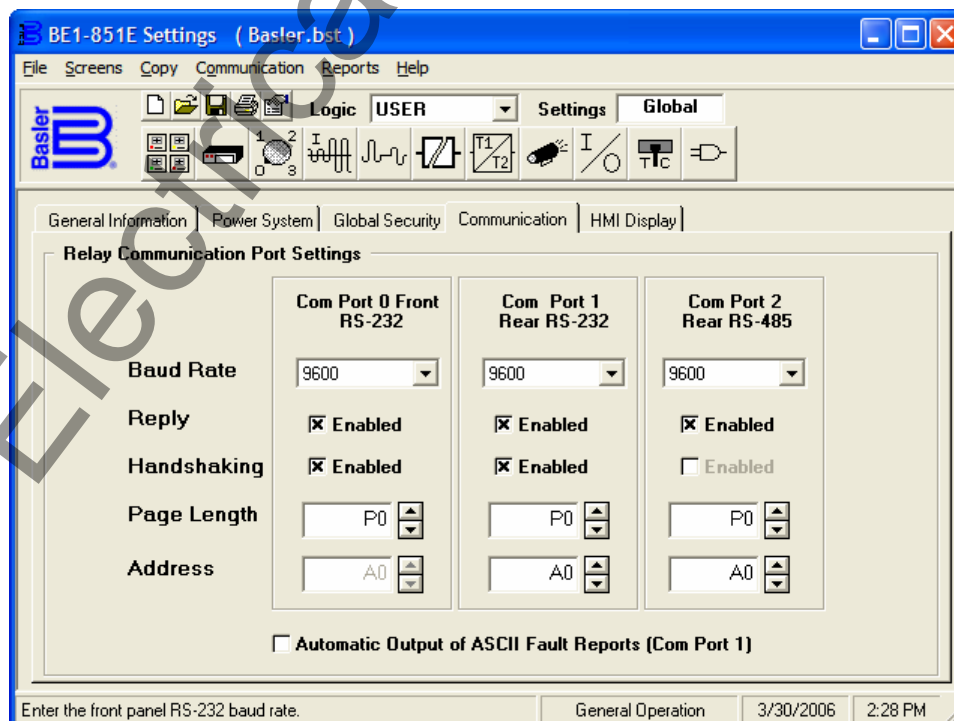 BE1-851E Settings ( Basler.bst )
File Screens Copy Communication Reports Help
Basler
Logic USER Settings Global
1 2 0 3 I T1 T2 I O T C
General Information Power System Global Security Communication HMI Display
Relay Communication Port Settings
Com Port 0 Front RS-232
Com Port 1 Rear RS-232
Com Port 2 Rear RS-485
Baud Rate 9600 9600 9600
Reply Enabled Enabled Enabled
Handshaking Enabled Enabled Enabled
Page Length P0 P0 P0
Address A0 A0 A0
Automatic Output of ASCII Fault Reports (Com Port 1)
Enter the front panel RS-232 baud rate. General Operation 3/30/2006 2:28 PM
Electrica